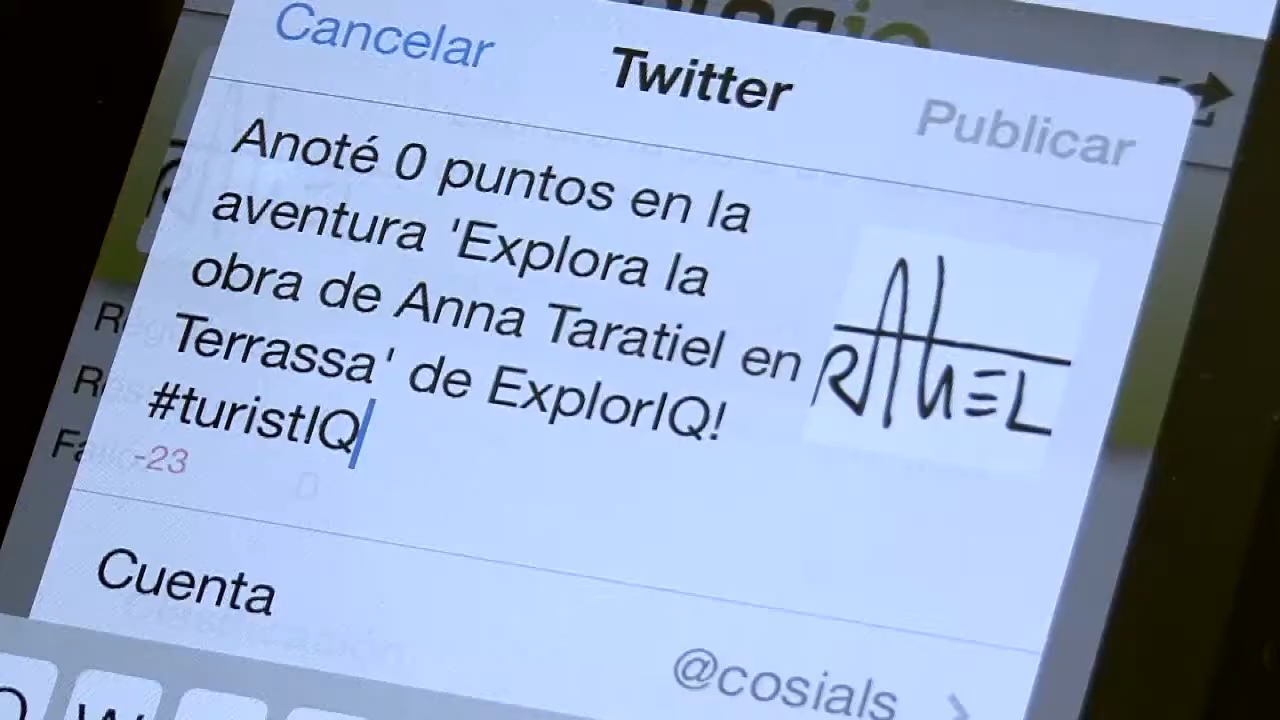 Cancelar
Twitter
Publicar
Anoté 0 puntos en la
aventura 'Explora la
obra de Anna Taratiel en
Terrassa' de ExplorIQ!
#turistIQ
-23
Cuenta
@cosials